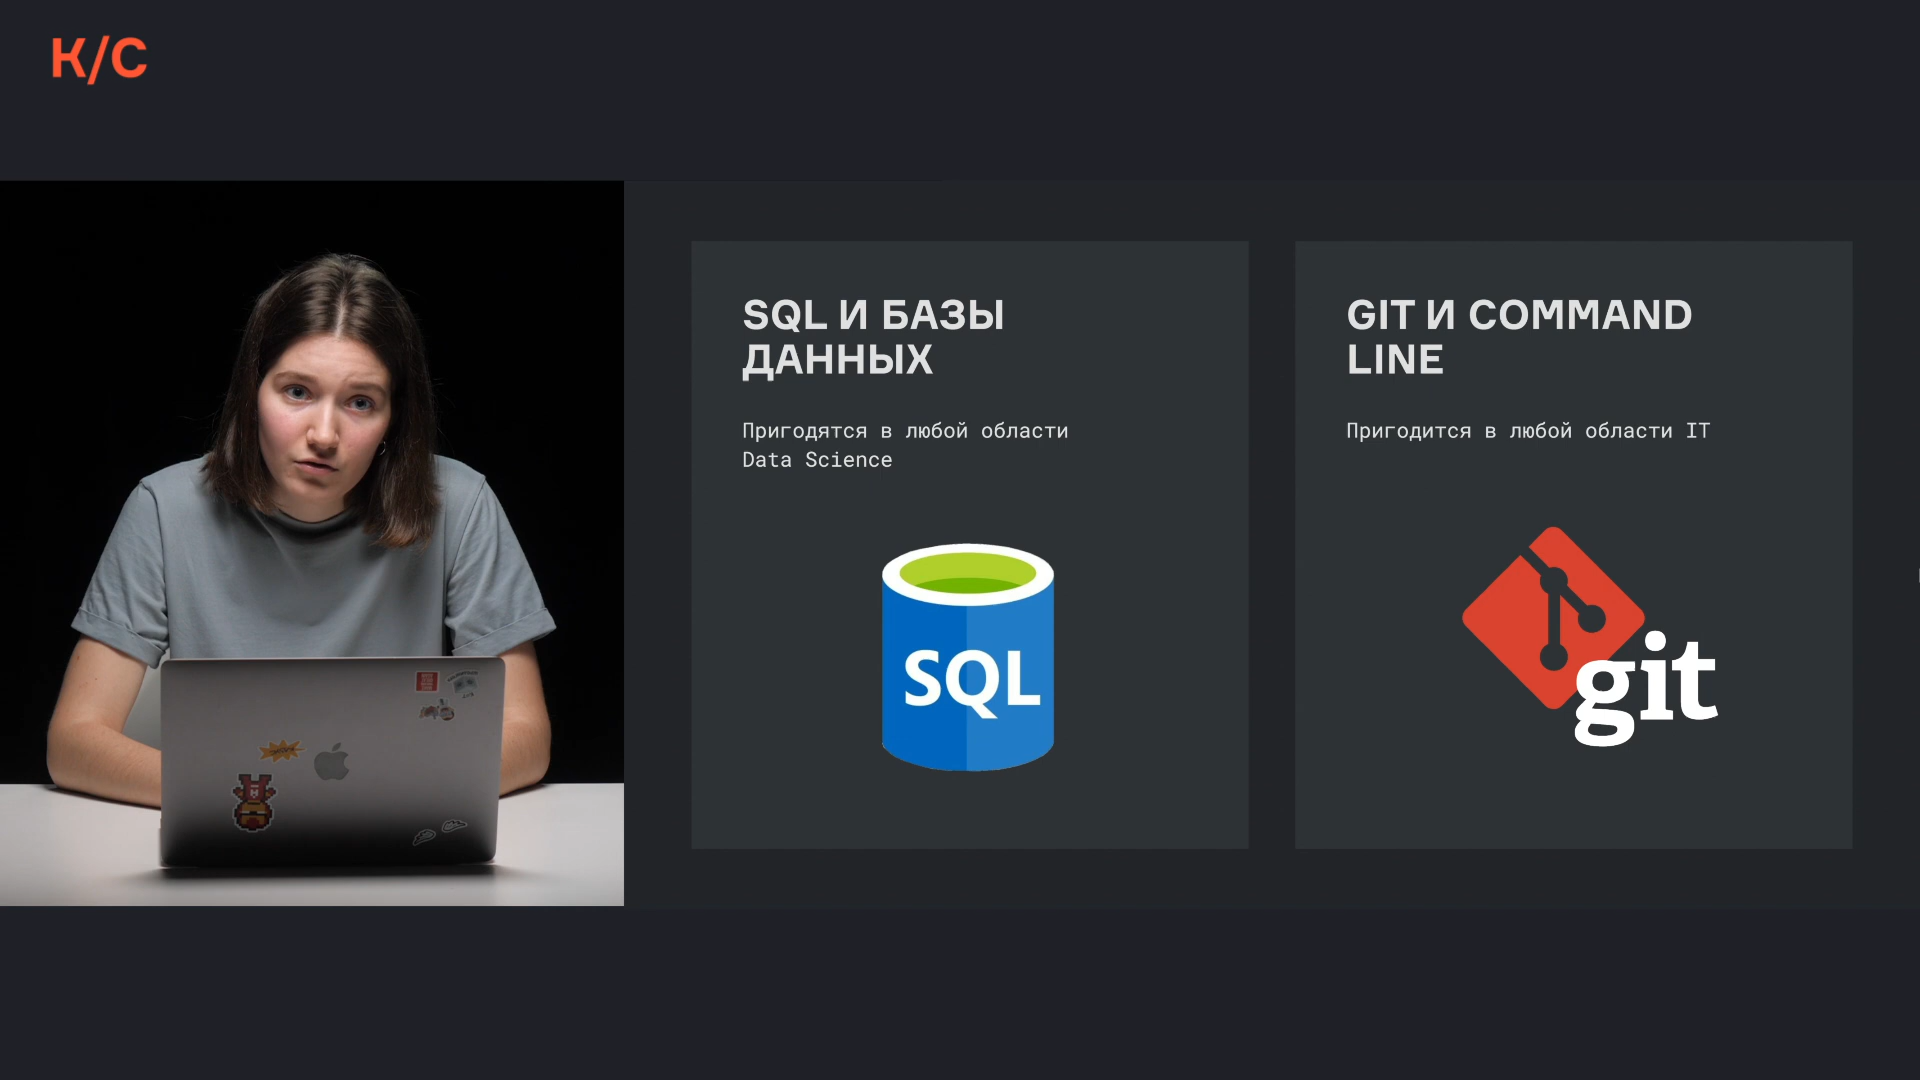 К/С
SQL И БАЗЫ
ДАННЫХ
Пригодятся в любой области
Data Science
SQL
GIT И COMMAND
LINE
Пригодится в любой области IT
git